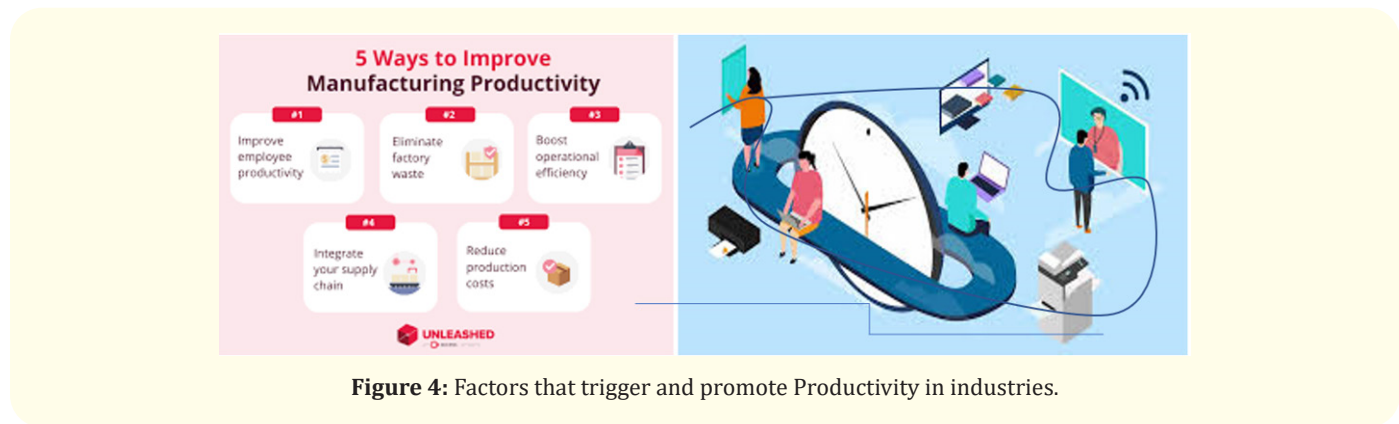 5 Ways to Improve
Manufacturing Productivity
#1
Improve
employee
productivity
#2
Eliminate
factory
waste
#3
Boost
operational
efficiency
#4
Integrate
your supply
chain
#5
Reduce
production
costs
UNLEASHED
Figure 4: Factors that trigger and promote Productivity in industries.